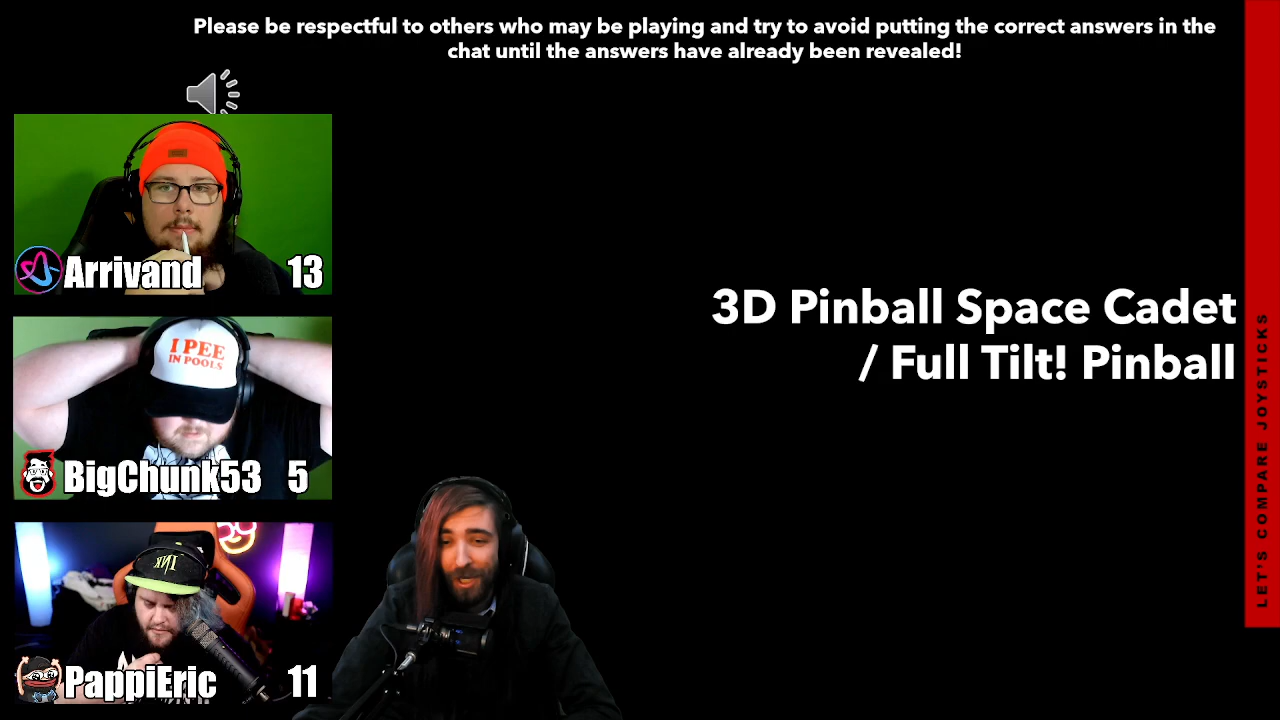 Please be respectful to others who may be playing and try to avoid putting the correct answers in the
chat until the answers have already been revealed!
Arrivand 13
I PEE
IN POOLS
BigChunk53 5
INK
PappiEric 11
3D Pinball Space Cadet
/ Full Tilt! Pinball
LET'S COMPARE JOYSTICKS